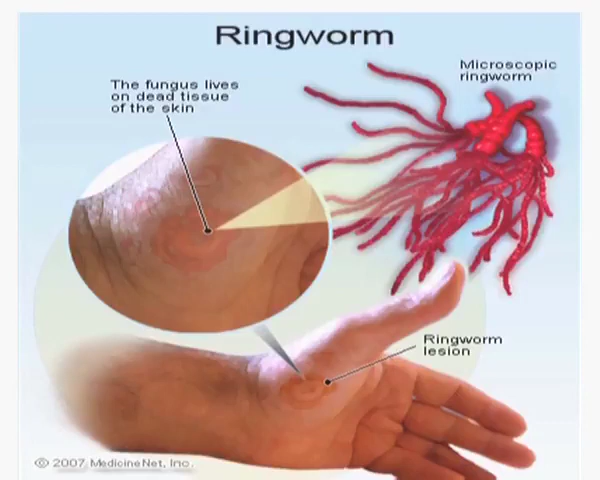 Ringworm
The fungus lives
on dead tissue
of the skin
Microscopic
ringworm
Ringworm
lesion
© 2007 MedicineNet, Inc.